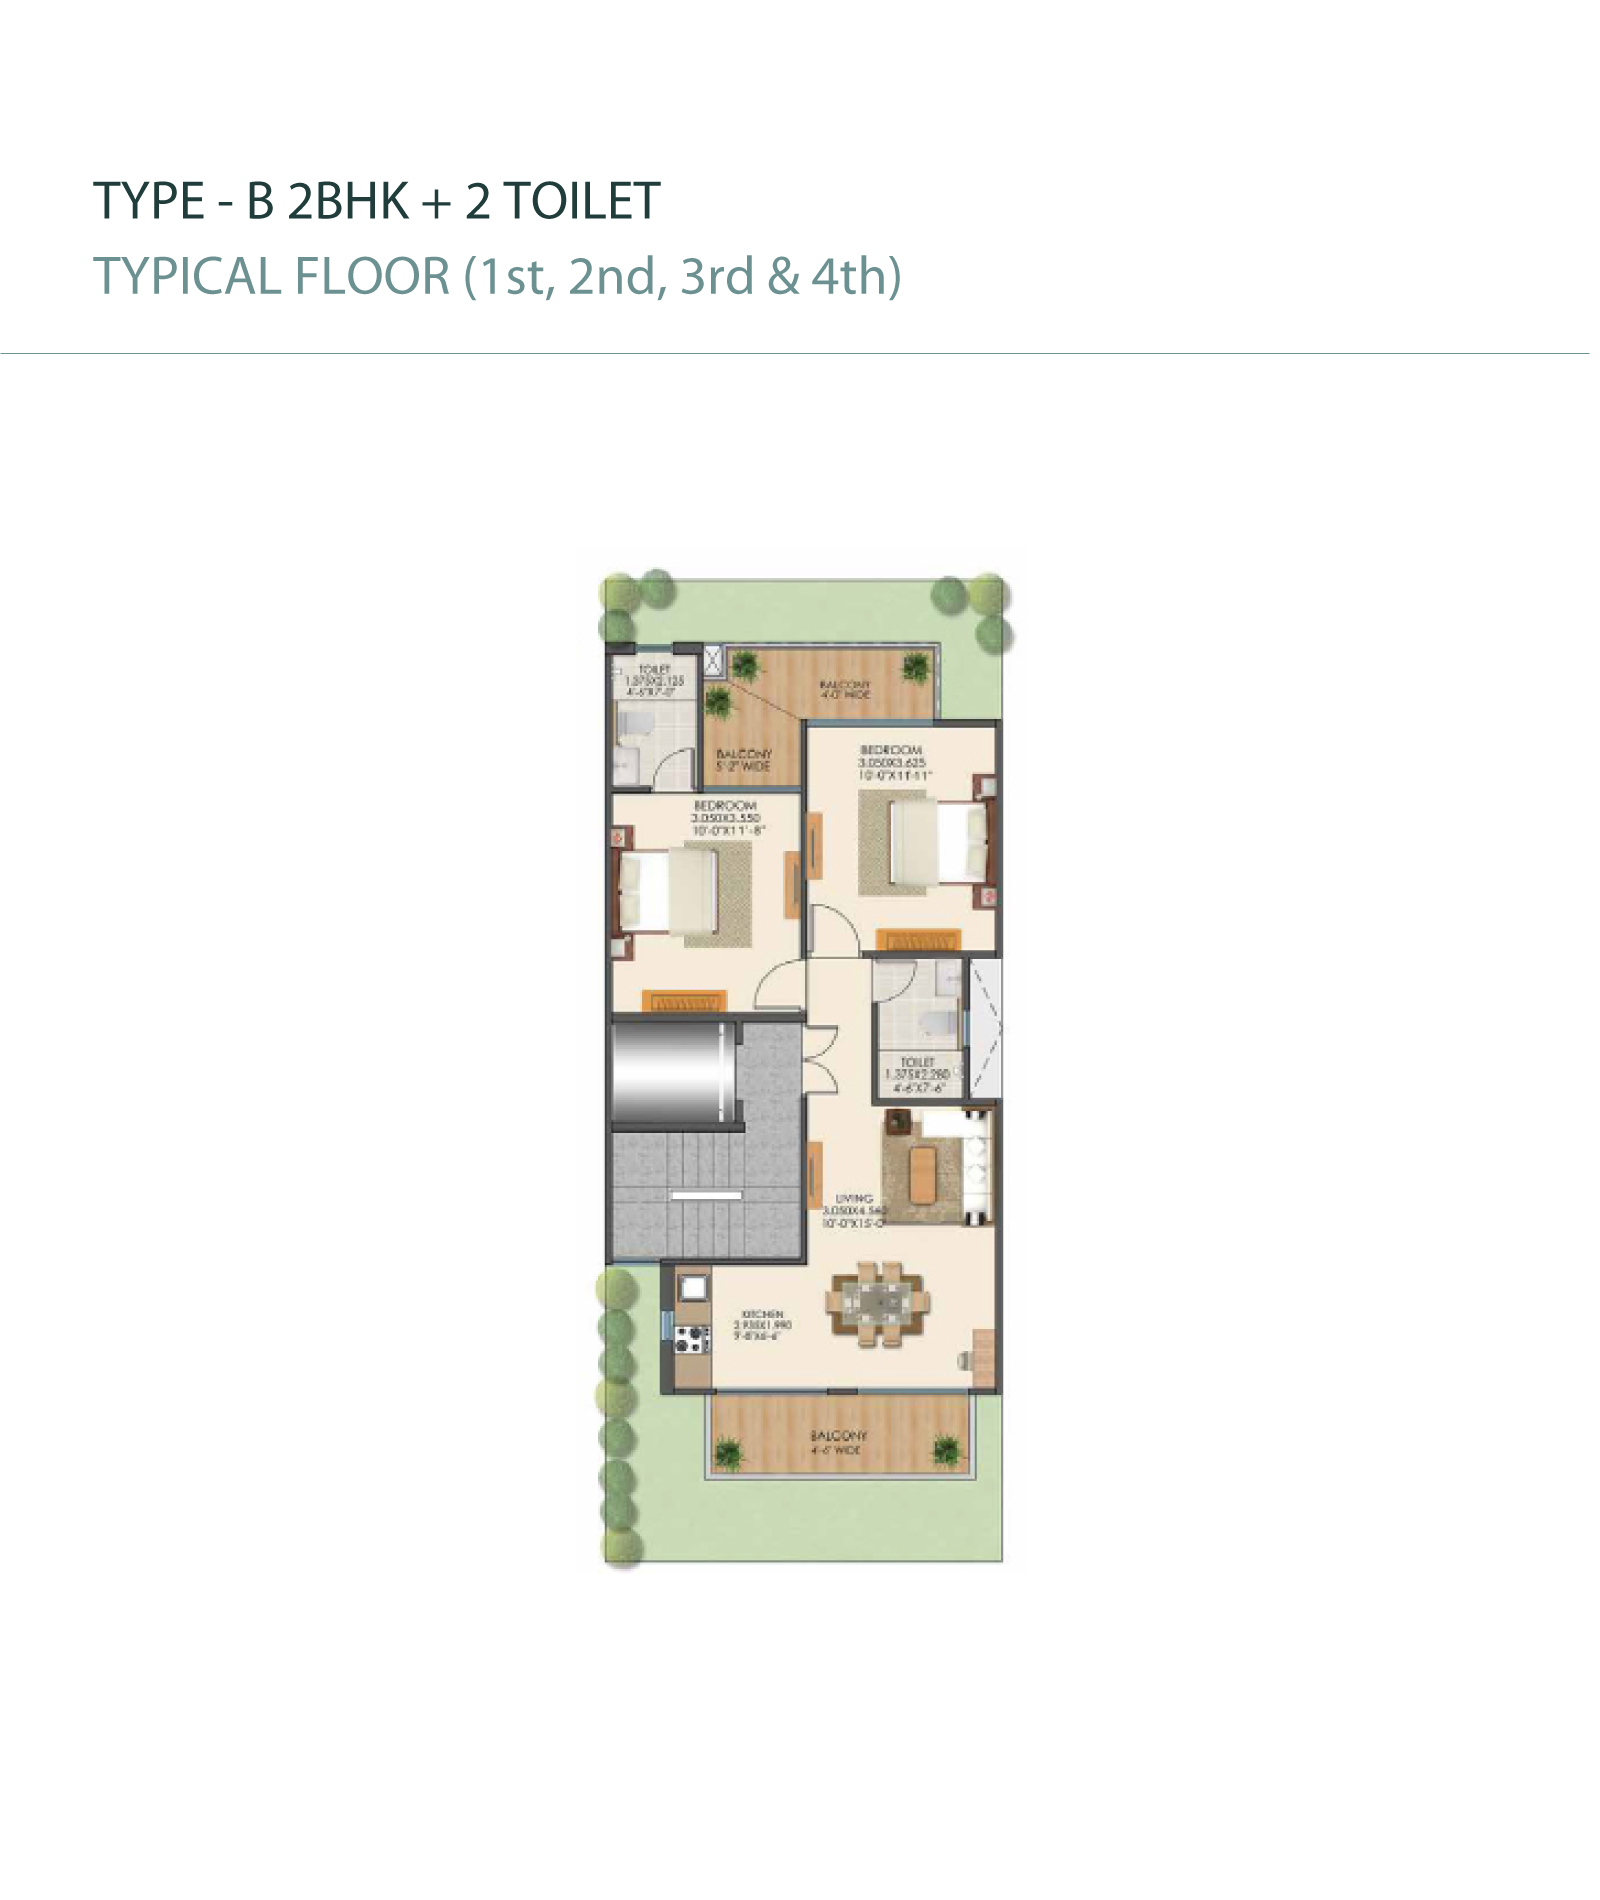 TYPE - B 2BHK + 2 TOILET
TYPICAL FLOOR (1st, 2nd, 3rd & 4th)
TOILET
1.375X2.125
4'-6"X7'-0"
BALCONY
4'-0" WIDE
BALCONY
5'-2" WIDE
BEDROOM
3.050X3.625
10'-0"X11'-11"
BEDROOM
3.050X3.550
10'-0"X11'-8"
TOILET
1.375X2.280
4'-6"X7'-6"
LIVING
3.050X4.560
10'-0"X15'-0"
KITCHEN
2.935X1.990
9'-8"X6'-6"
BALCONY
4'-6" WIDE